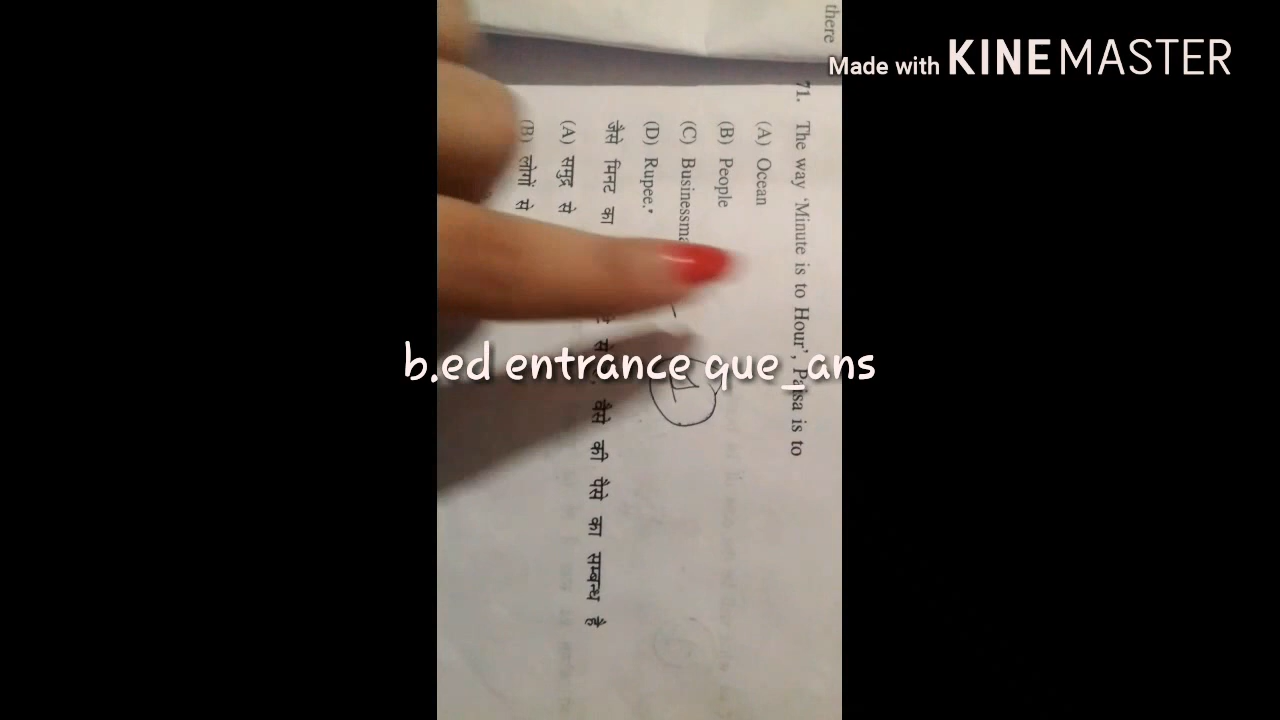 Made with KINEMASTER
there
71. The way 'Minute is to Hour', Paisa is to
(A) Ocean
(B) People
(C)
(D) Rupee.
जैसे मिनट का वैसे की पैसे का सम्बन्ध है
(A) समुद्र से
(B) लोगों से
b.ed entrance que_ans